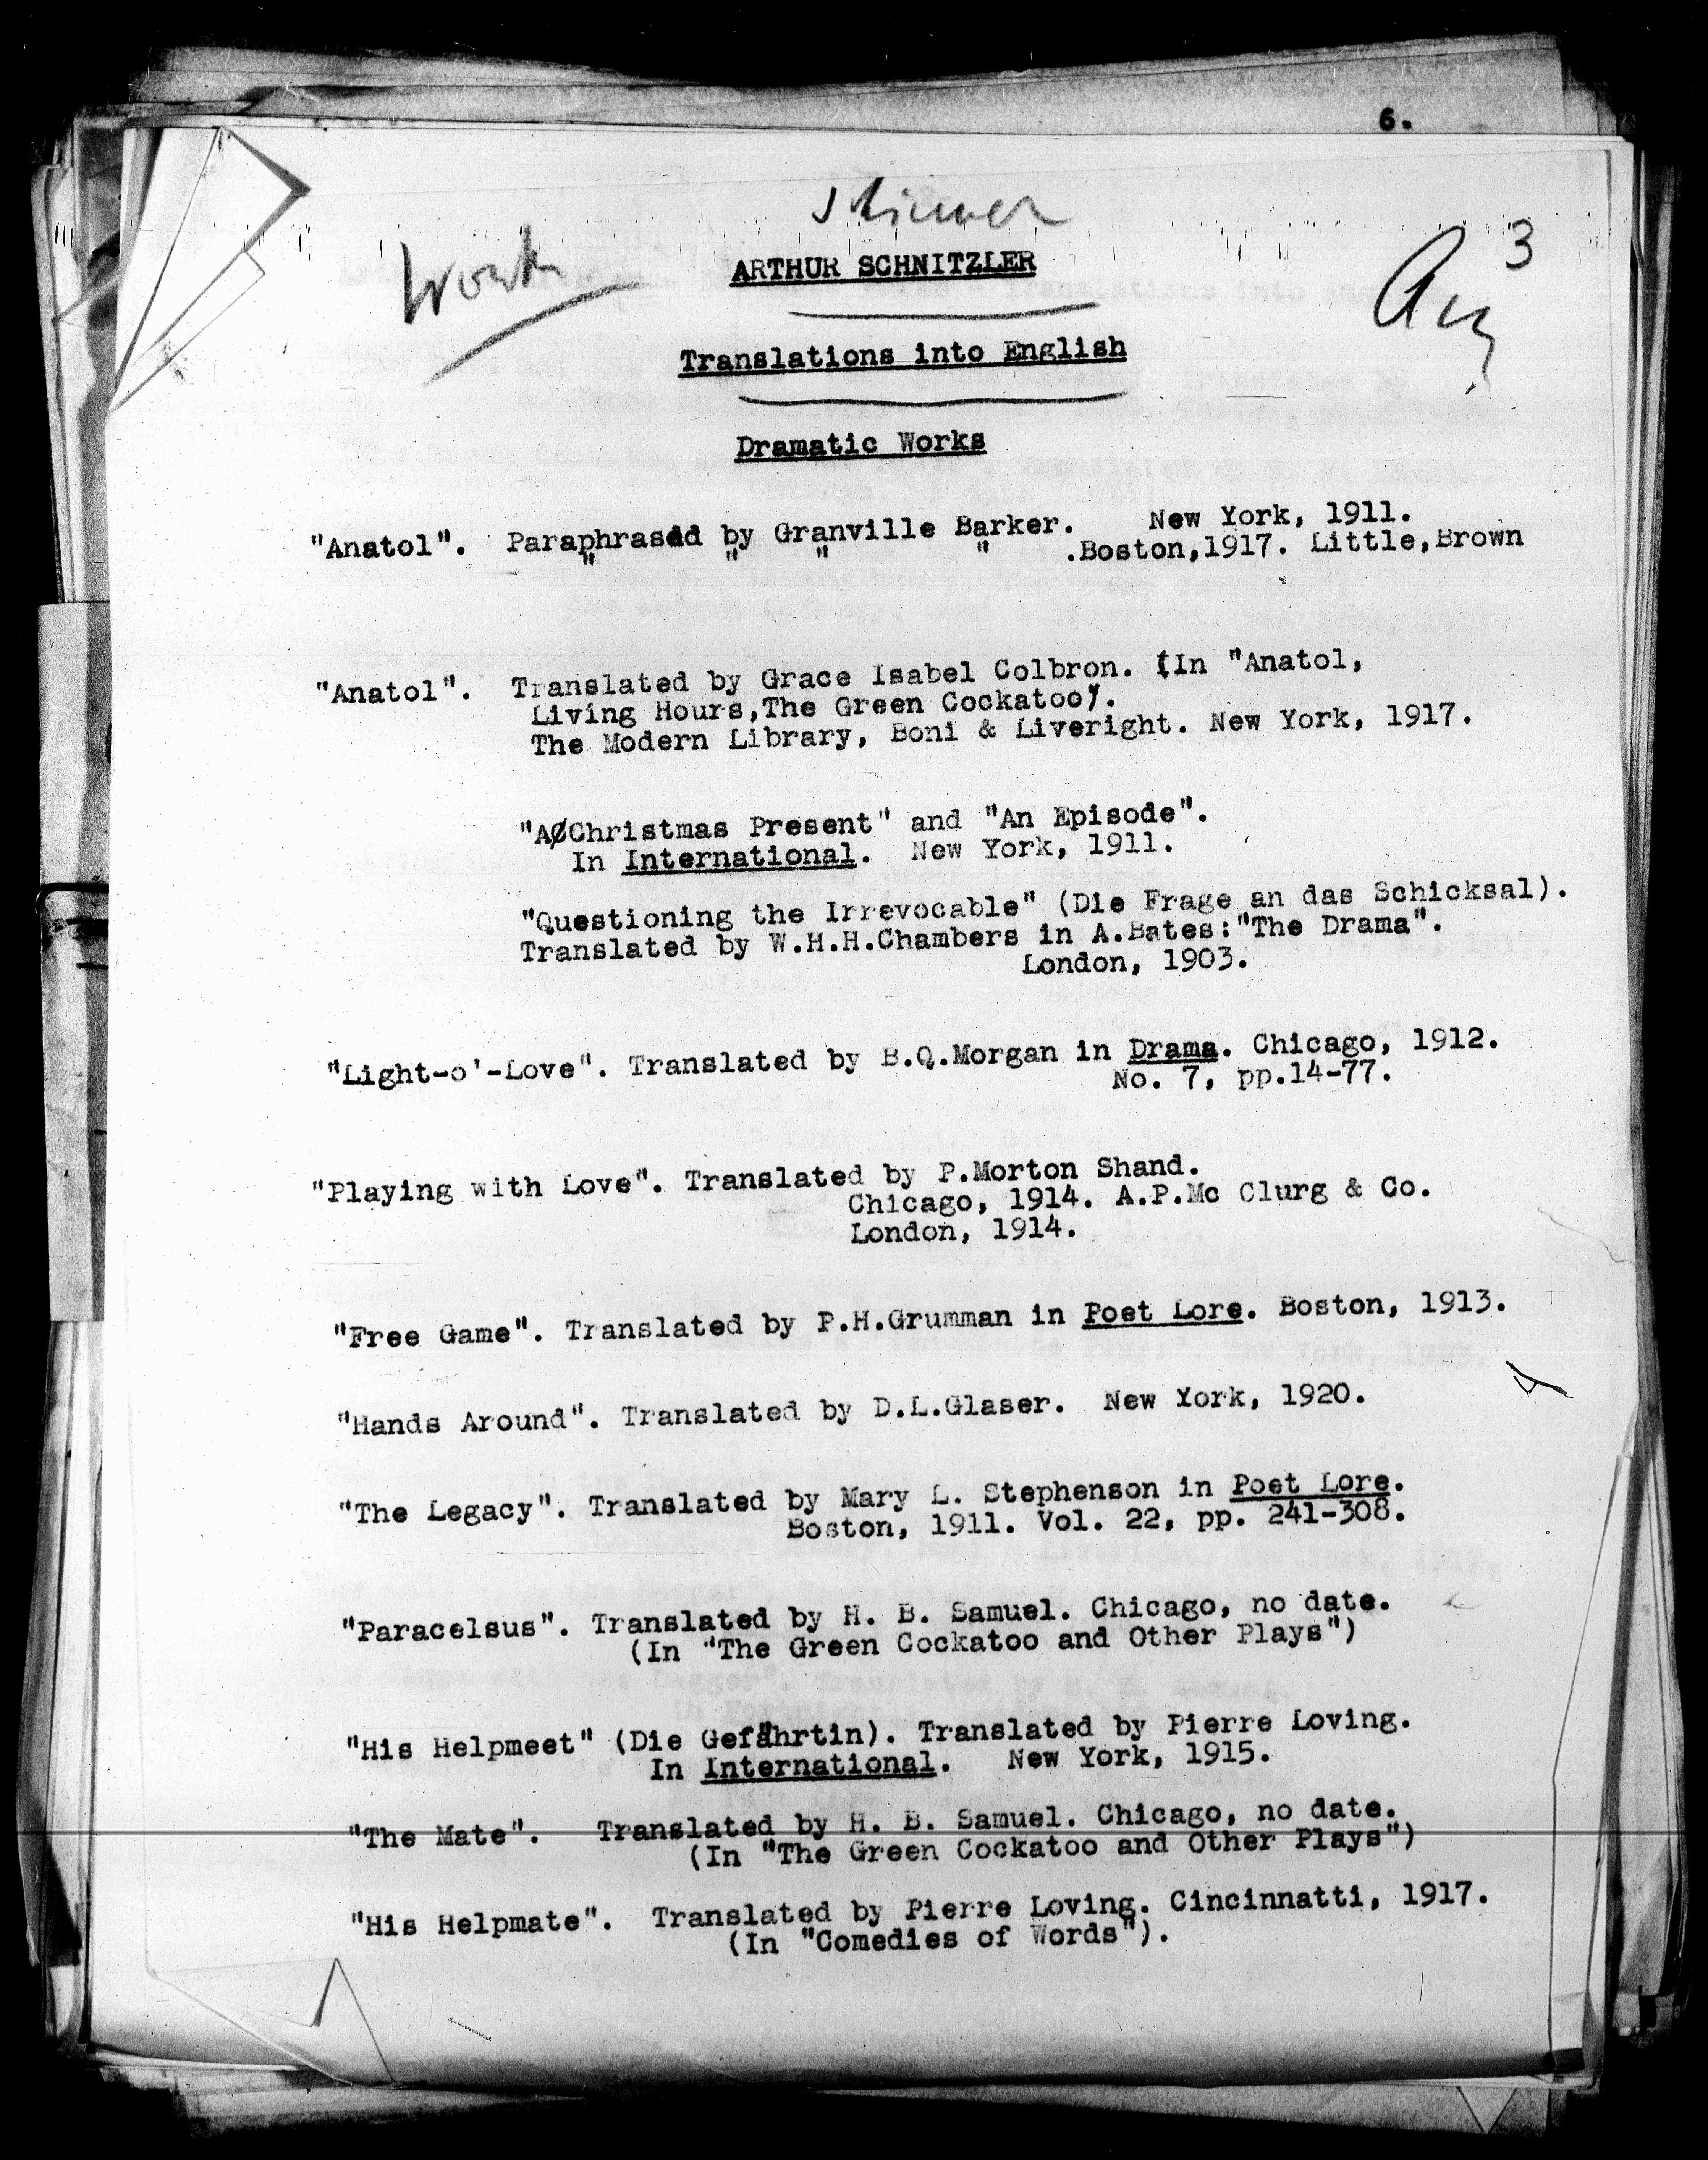 6.
3
ARTHUR SCHNITZLER
Translations into English
Dramatic Works
"Anatol". Paraphrased by Granville Barker. New York, 1911.
" " " " .Boston,1917. Little,Brown
"Anatol". Translated by Grace Isabel Colbron. (In "Anatol,
Living Hours,The Green Cockatoo).
The Modern Library, Boni & Liveright. New York, 1917.
"A Christmas Present" and "An Episode".
In International. New York, 1911.
"Questioning the Irrevocable" (Die Frage an das Schicksal).
Translated by W.H.H.Chambers in A.Bates:"The Drama".
London, 1903.
"Light-o'-Love". Translated by B.Q.Morgan in Drama. Chicago, 1912.
No. 7, pp.14-77.
"Playing with Love". Translated by P.Morton Shand.
Chicago, 1914. A.P.Mc Clurg & Co.
London, 1914.
"Free Game". Translated by P.H.Grumman in Poet Lore. Boston, 1913.
"Hands Around". Translated by D.L.Glaser. New York, 1920.
"The Legacy". Translated by Mary L. Stephenson in Poet Lore.
Boston, 1911. Vol. 22, pp. 241-308.
"Paracelsus". Translated by H. B. Samuel. Chicago, no date.
(In "The Green Cockatoo and Other Plays")
"His Helpmeet" (Die Gefährtin). Translated by Pierre Loving.
In International. New York, 1915.
"The Mate". Translated by H. B. Samuel. Chicago, no date.
(In "The Green Cockatoo and Other Plays")
"His Helpmate". Translated by Pierre Loving. Cincinnatti, 1917.
(In "Comedies of Words").